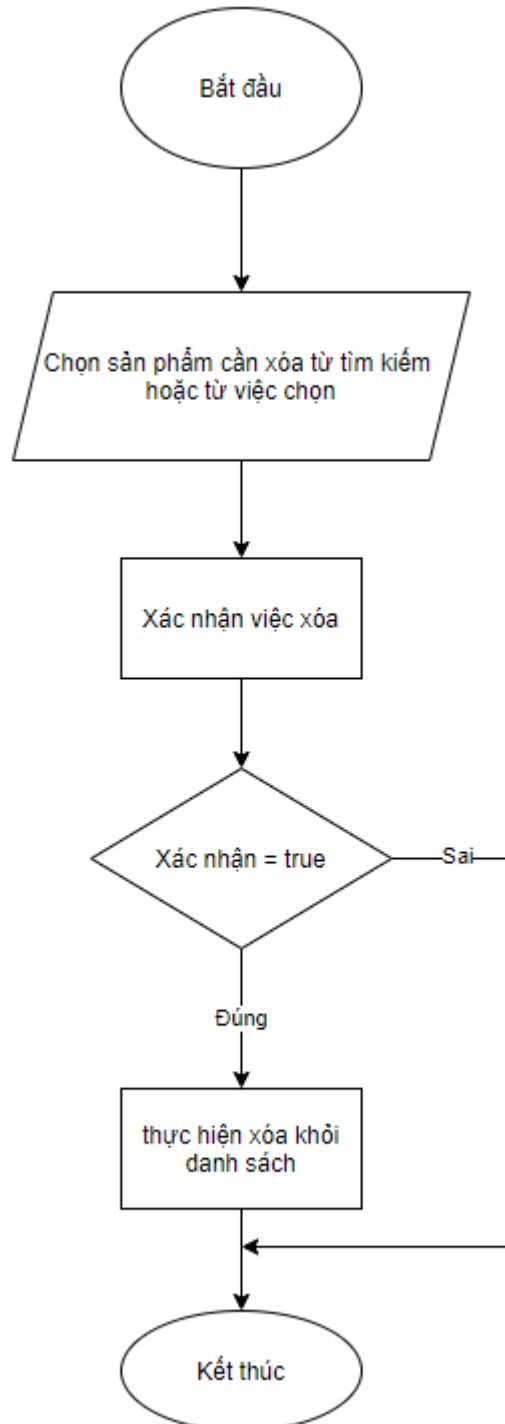 Bắt đầu
Chọn sản phẩm cần xóa từ tìm kiếm
hoặc từ việc chọn
Xác nhận việc xóa
Xác nhận = true
Sai
Đúng
thực hiện xóa khỏi
danh sách
Kết thúc